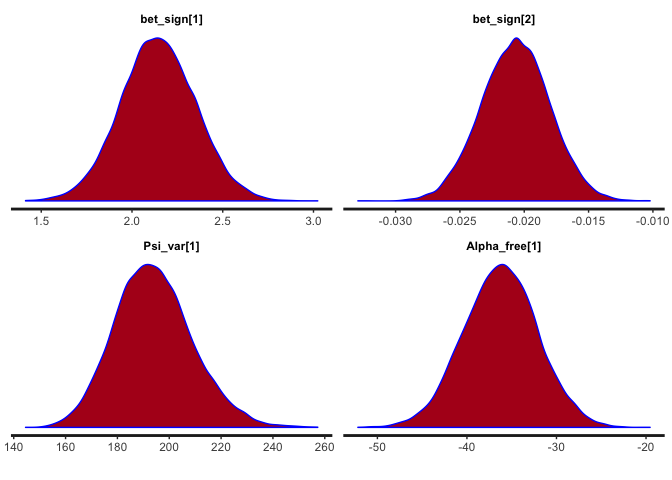 bet_sign[1]
bet_sign[2]
1.5 2.0 2.5 3.0
-0.030 -0.025 -0.020 -0.015 -0.010
Psi_var[1]
Alpha_free[1]
140 160 180 200 220 240 260
-50 -40 -30 -20